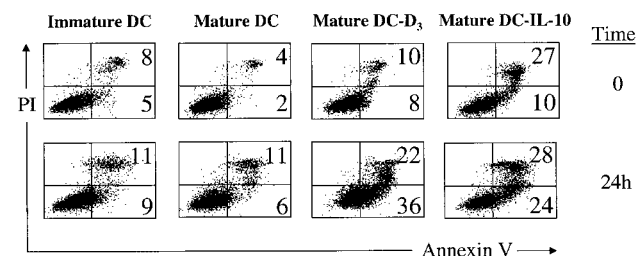 Immature DC Mature DC Mature DC-D3 Mature DC-IL-10
Time
8 4 10 27
PI 0
5 2 8 10
11 11 22 28
24h
9 6 36 24
Annexin V